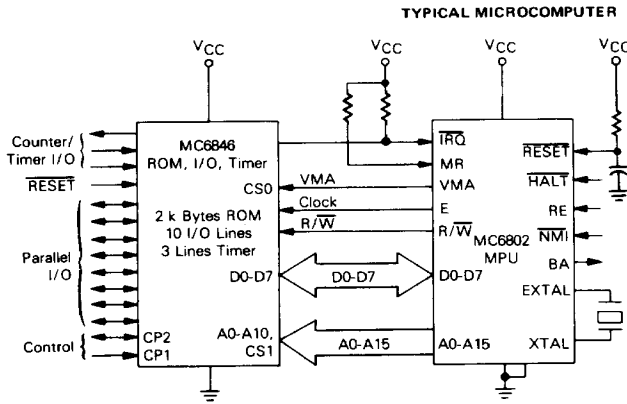 TYPICAL MICROCOMPUTER
VCC
VCC
VCC
VCC
Counter/
Timer I/O
RESET
Parallel
I/O
Control
MC6846
ROM, I/O, Timer
CS0
2 k Bytes ROM
10 I/O Lines
3 Lines Timer
D0-D7
A0-A10,
CS1
CP2
CP1
VMA
Clock
R/W
D0-D7
A0-A15
IRQ
MR
VMA
E
R/W
MC6802
MPU
D0-D7
A0-A15
RESET
HALT
RE
NMI
BA
EXTAL
XTAL